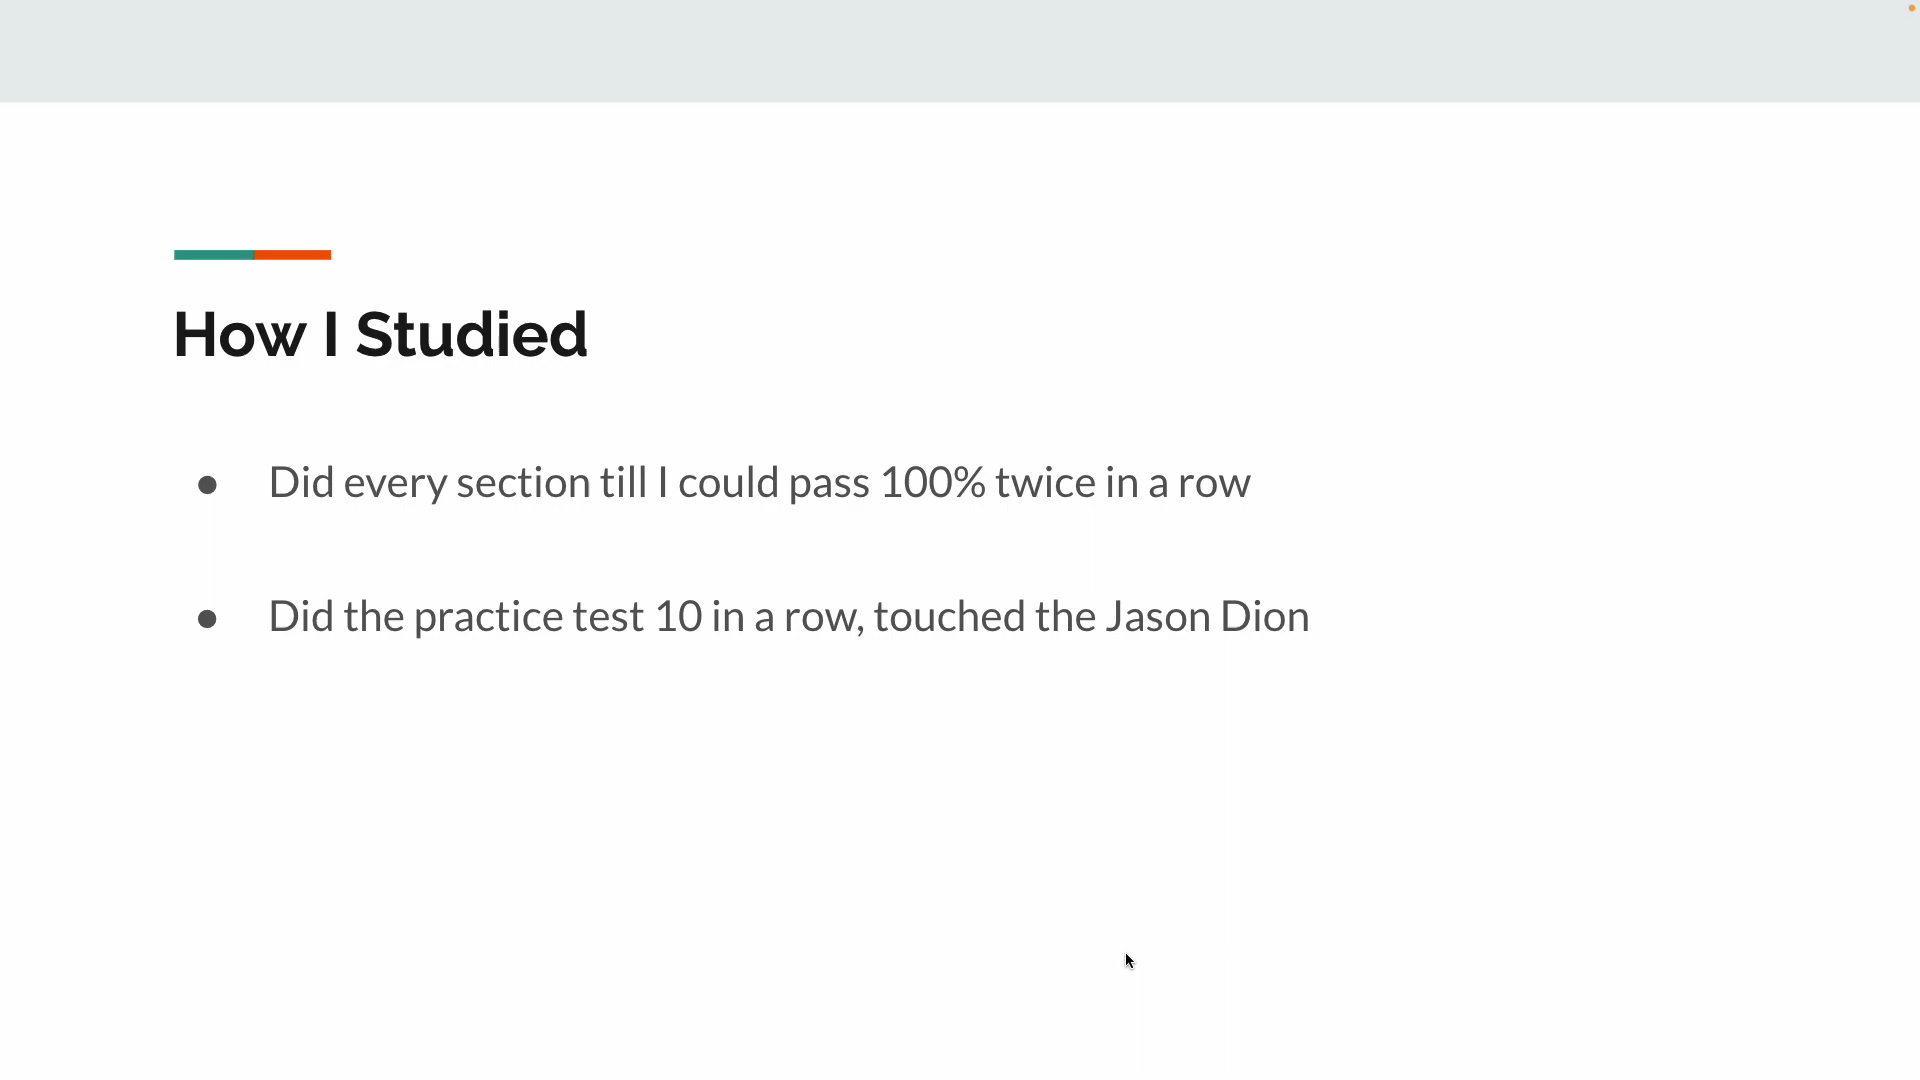 How I Studied
● Did every section till I could pass 100% twice in a row
● Did the practice test 10 in a row, touched the Jason Dion